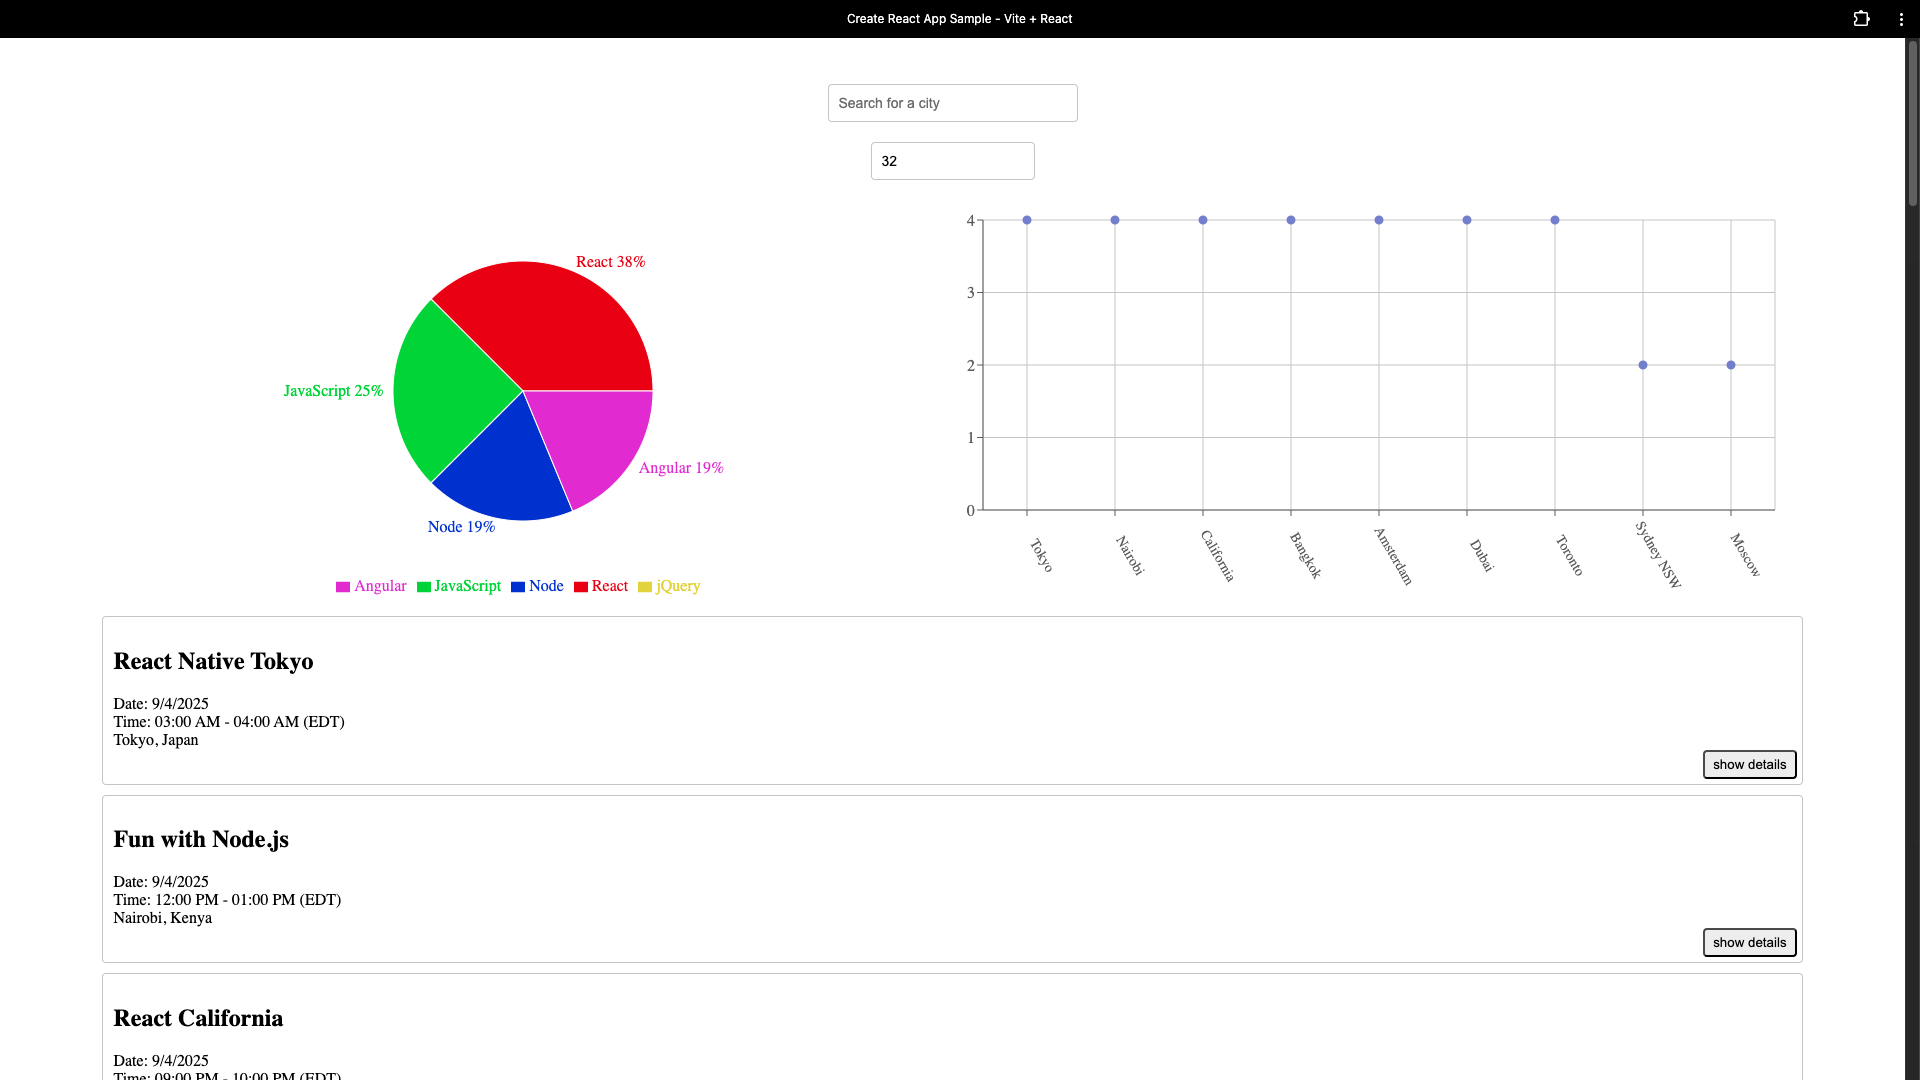 Create React App Sample - Vite + React
Search for a city
32
React 38%
JavaScript 25%
Angular 19%
Node 19%
Angular JavaScript Node React jQuery
4
3
2
1
0
Tokyo Nairobi California Bangkok Amsterdam Dubai Toronto Sydney NSW Moscow
React Native Tokyo
Date: 9/4/2025
Time: 03:00 AM - 04:00 AM (EDT)
Tokyo, Japan
show details
Fun with Node.js
Date: 9/4/2025
Time: 12:00 PM - 01:00 PM (EDT)
Nairobi, Kenya
show details
React California
Date: 9/4/2025
Time: 09:00 PM - 10:00 PM (EDT)